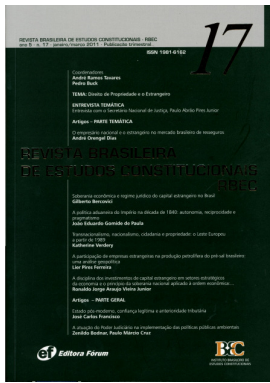 REVISTA BRASILEIRA DE ESTUDOS CONSTITUCIONAIS - RBEC
ano 5 - n. 17 - janeiro/março 2011 - Publicação trimestral
ISSN 1981-6162
17
Coordenadores
André Ramos Tavares
Pedro Buck
TEMA: Direito de Propriedade e o Estrangeiro
ENTREVISTA TEMÁTICA
Entrevista com o Secretário Nacional de Justiça, Paulo Abrão Pires Junior
Artigos - PARTE TEMÁTICA
O empresário nacional e o estrangeiro no mercado brasileiro de resseguros
André Orengel Dias
REVISTA BRASILEIRA
DE ESTUDOS CONSTITUCIONAIS
RBEC
Soberania econômica e regime jurídico do capital estrangeiro no Brasil
Gilberto Bercovici
A política aduaneira do Império na década de 1840: autonomia, reciprocidade e
pragmatismo
João Eduardo Gomide de Paula
Transnacionalismo, nacionalismo, cidadania e propriedade: o Leste Europeu
a partir de 1989
Katherine Verdery
A participação de empresas estrangeiras na produção petrolífera do pré-sal brasileiro:
uma análise geopolítica
Lier Pires Ferreira
A disciplina dos investimentos de capital estrangeiro em setores estratégicos
da economia e o princípio da soberania nacional aplicado à ordem econômica...
Ronaldo Jorge Araujo Vieira Junior
Artigos - PARTE GERAL
Estado pós-moderno, confiança legítima e anterioridade tributária
José Carlos Francisco
A atuação do Poder Judiciário na implementação das políticas públicas ambientais
Zenildo Bodnar, Paulo Márcio Cruz
ef Editora Fórum
INSTITUTO BRASILEIRO DE
ESTUDOS CONSTITUCIONAIS